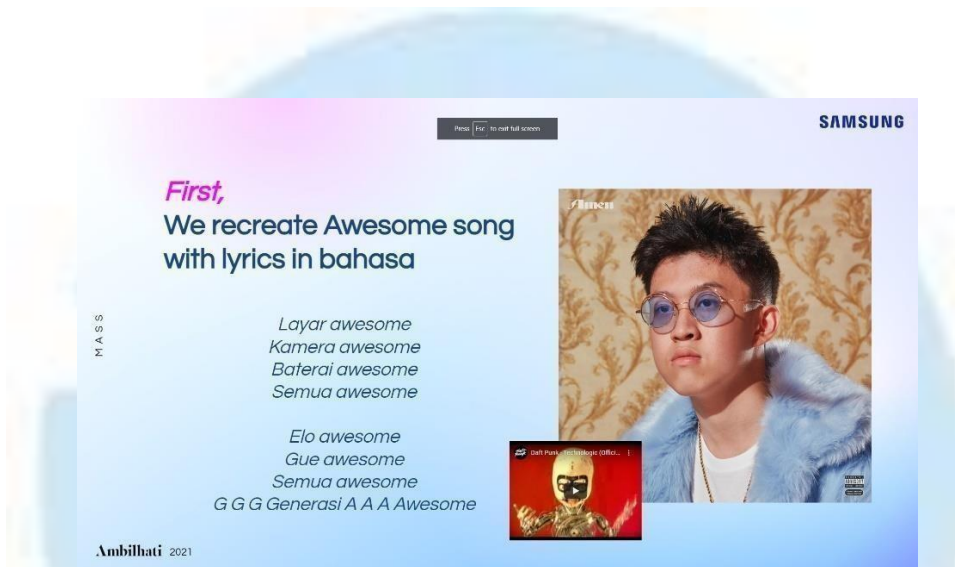 Press Esc to exit full screen
SAMSUNG
First,
We recreate Awesome song
with lyrics in bahasa
MASS
Layar awesome
Kamera awesome
Baterai awesome
Semua awesome
Elo awesome
Gue awesome
Semua awesome
G G G Generasi A A A Awesome
Amen
Daft Punk - Technologic (Offici...
Ambilhati 2021